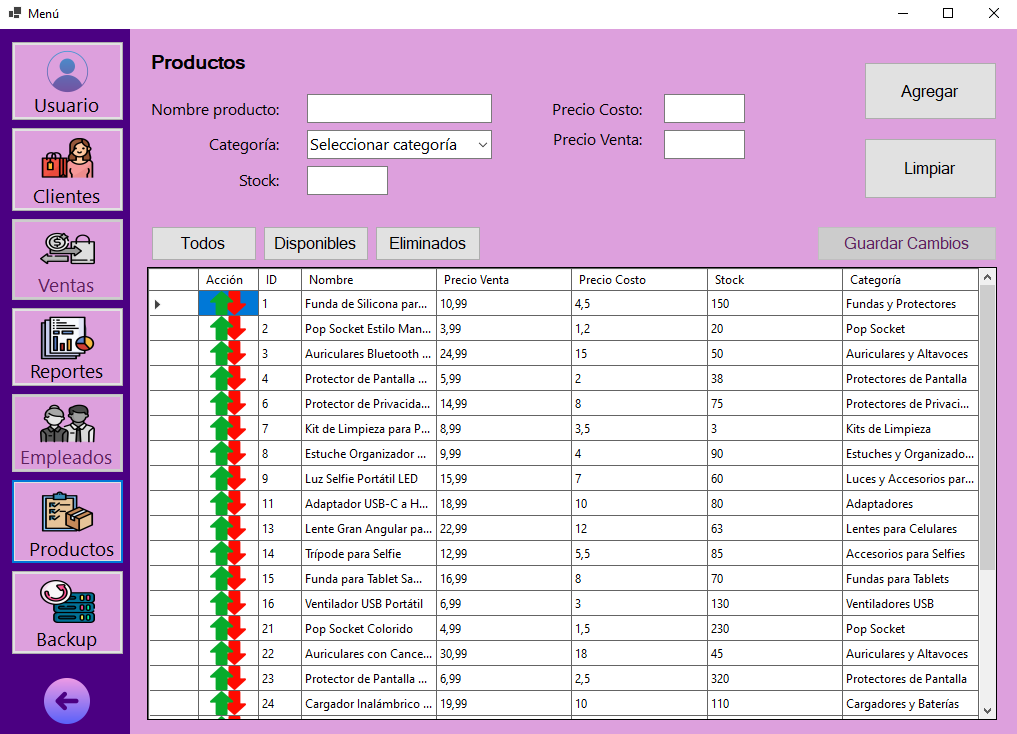 Menú
Usuario
Clientes
Ventas
Reportes
Empleados
Productos
Backup
Productos
Nombre producto:
Precio Costo:
Agregar
Categoría: Seleccionar categoría
Precio Venta:
Limpiar
Stock:
Todos Disponibles Eliminados Guardar Cambios
Acción ID Nombre Precio Venta Precio Costo Stock Categoría
1 Funda de Silicona par... 10,99 4,5 150 Fundas y Protectores
2 Pop Socket Estilo Man... 3,99 1,2 20 Pop Socket
3 Auriculares Bluetooth ... 24,99 15 50 Auriculares y Altavoces
4 Protector de Pantalla ... 5,99 2 38 Protectores de Pantalla
6 Protector de Privacida... 14,99 8 75 Protectores de Privaci...
7 Kit de Limpieza para P... 8,99 3,5 3 Kits de Limpieza
8 Estuche Organizador ... 9,99 4 90 Estuches y Organizado...
9 Luz Selfie Portátil LED 15,99 7 60 Luces y Accesorios par...
11 Adaptador USB-C a H... 18,99 10 80 Adaptadores
13 Lente Gran Angular pa... 22,99 12 63 Lentes para Celulares
14 Trípode para Selfie 12,99 5,5 85 Accesorios para Selfies
15 Funda para Tablet Sa... 16,99 8 70 Fundas para Tablets
16 Ventilador USB Portátil 6,99 3 130 Ventiladores USB
21 Pop Socket Colorido 4,99 1,5 230 Pop Socket
22 Auriculares con Cance... 30,99 18 45 Auriculares y Altavoces
23 Protector de Pantalla ... 6,99 2,5 320 Protectores de Pantalla
24 Cargador Inalámbrico ... 19,99 10 110 Cargadores y Baterías